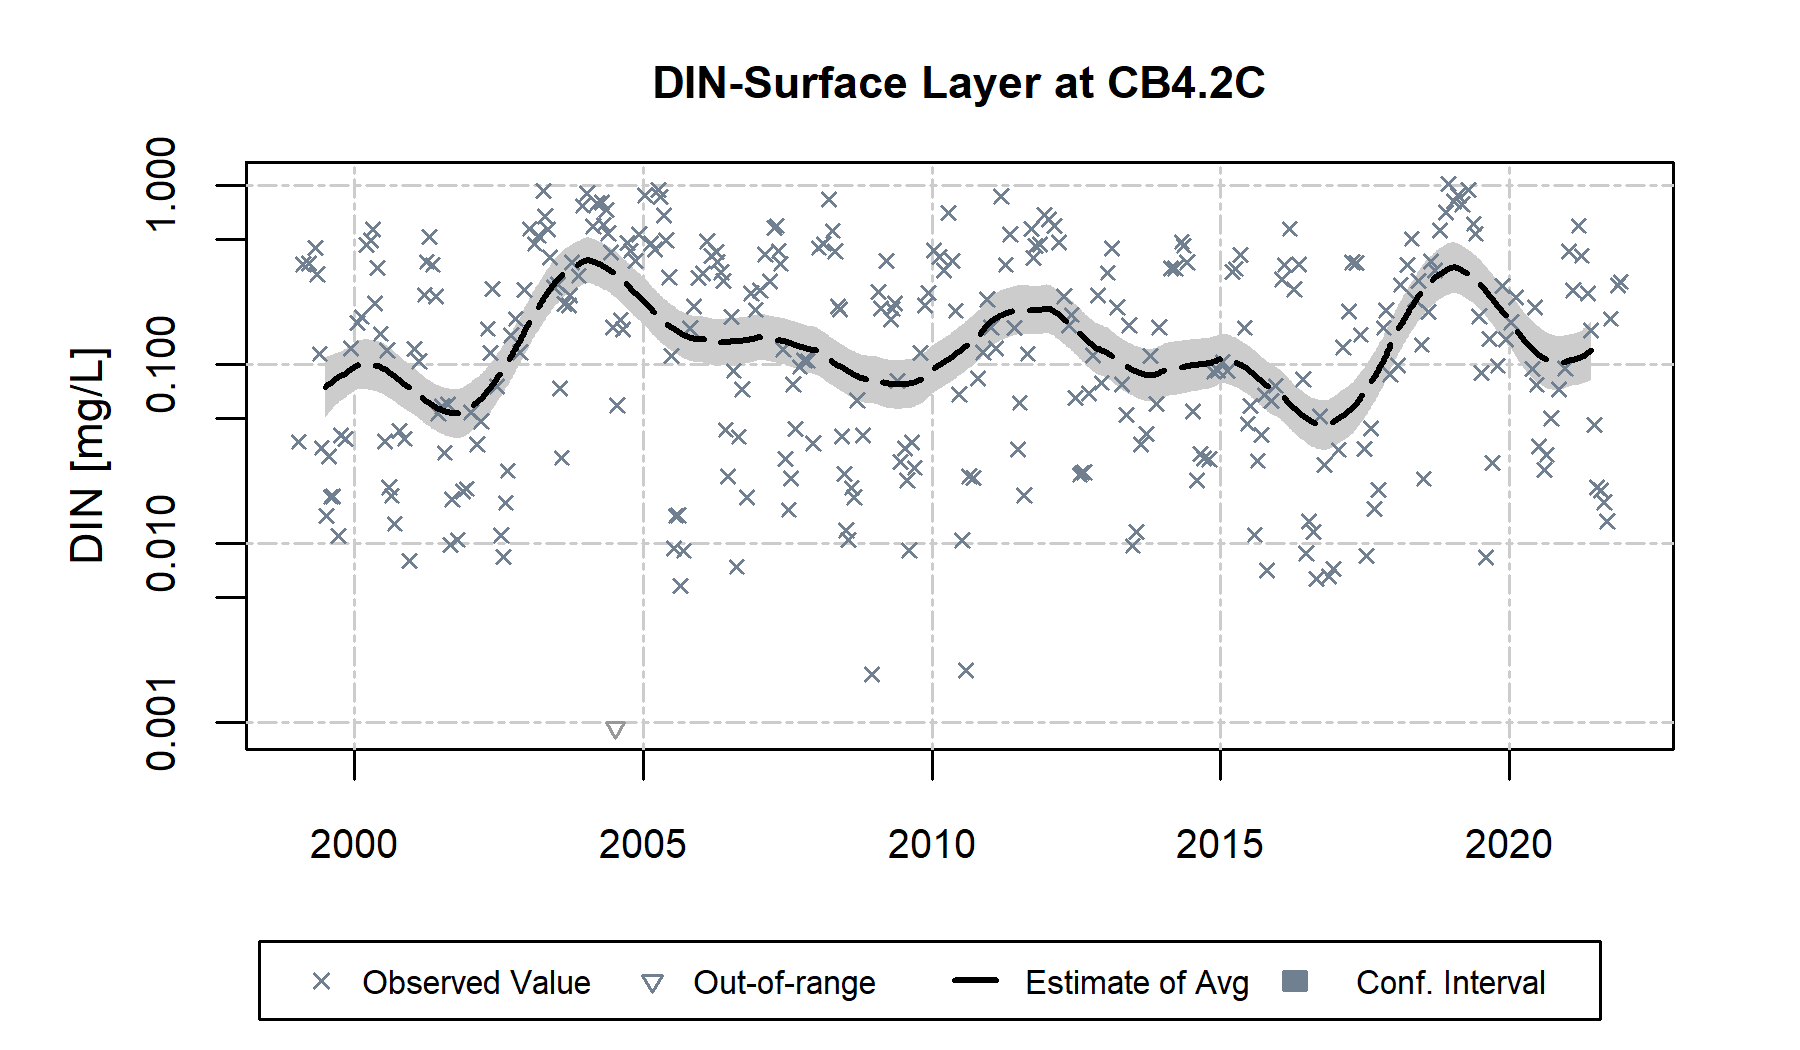 DIN-Surface Layer at CB4.2C
DIN [mg/L]
1.000
0.100
0.010
0.001
2000 2005 2010 2015 2020
Observed Value Out-of-range Estimate of Avg Conf. Interval